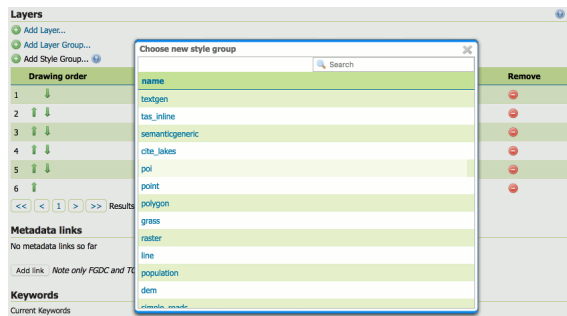 Layers
Add Layer...
Add Layer Group...
Add Style Group...
Drawing order
Remove
1
2
3
4
5
6
<< < 1 > >> Results
Metadata links
No metadata links so far
Add link Note only FGDC and TC
Keywords
Current Keywords
Choose new style group
Search
name
textgen
tas_inline
semanticgeneric
cite_lakes
poi
point
polygon
grass
raster
line
population
dem
simple_roads